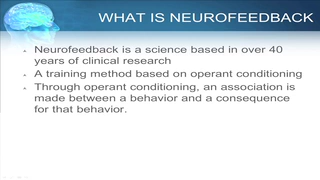 WHAT IS NEUROFEEDBACK
Neurofeedback is a science based in over 40
years of clinical research
A training method based on operant conditioning
Through operant conditioning, an association is
made between a behavior and a consequence
for that behavior.